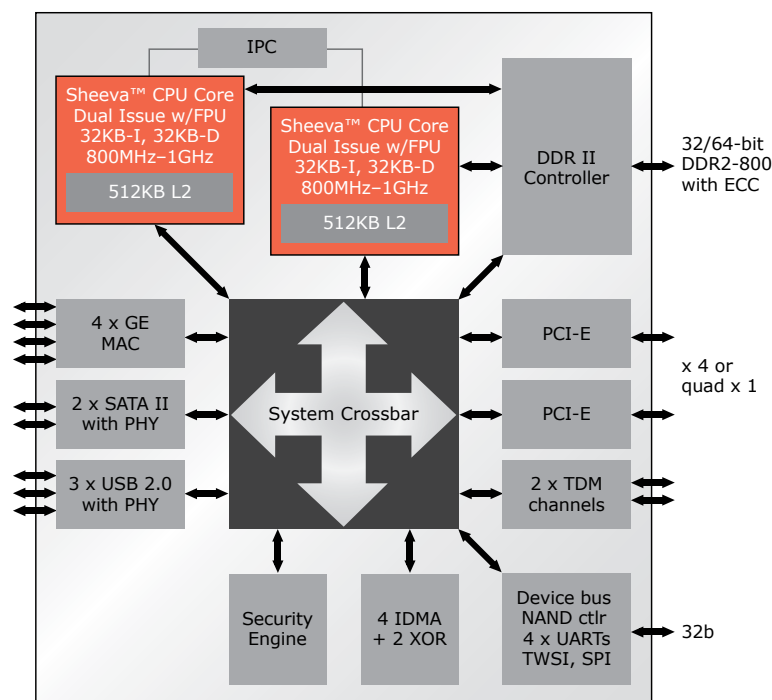 IPC
Sheeva™ CPU Core
Dual Issue w/FPU
32KB-I, 32KB-D
800MHz–1GHz
512KB L2
Sheeva™ CPU Core
Dual Issue w/FPU
32KB-I, 32KB-D
800MHz–1GHz
512KB L2
DDR II
Controller
32/64-bit
DDR2-800
with ECC
4 x GE
MAC
2 x SATA II
with PHY
3 x USB 2.0
with PHY
System Crossbar
PCI-E
PCI-E
x 4 or
quad x 1
2 x TDM
channels
Security
Engine
4 IDMA
+ 2 XOR
Device bus
NAND ctlr
4 x UARTs
TWSI, SPI
32b